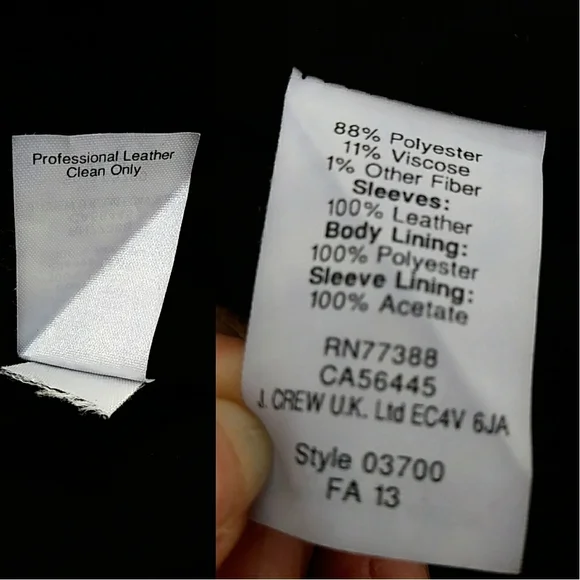 Professional Leather
Clean Only
88% Polyester
11% Viscose
1% Other Fiber
Sleeves:
100% Leather
Body Lining:
100% Polyester
Sleeve Lining:
100% Acetate
RN77388
CA56445
J. CREW U.K. Ltd EC4V 6JA
Style 03700
FA 13